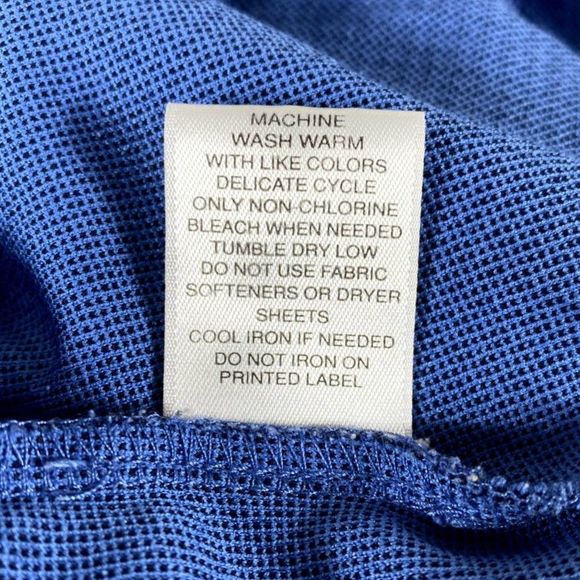 MACHINE
WASH WARM
WITH LIKE COLORS
DELICATE CYCLE
ONLY NON-CHLORINE
BLEACH WHEN NEEDED
TUMBLE DRY LOW
DO NOT USE FABRIC
SOFTENERS OR DRYER
SHEETS
COOL IRON IF NEEDED
DO NOT IRON ON
PRINTED LABEL